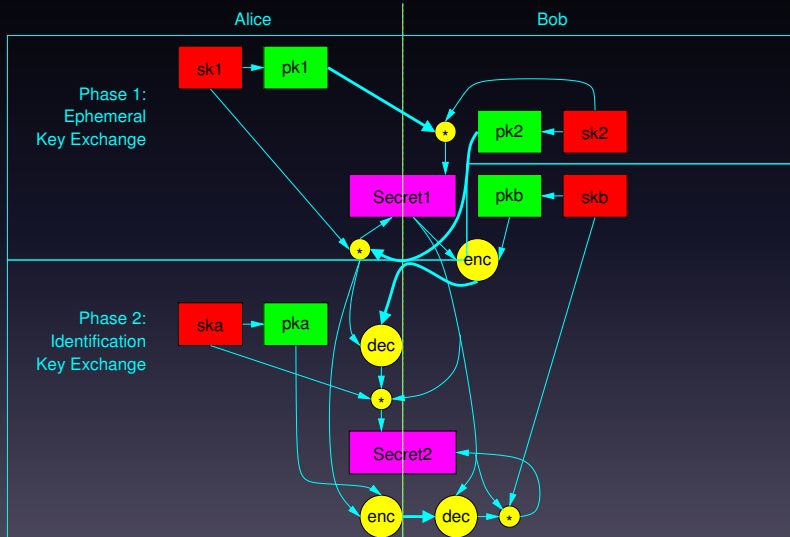 Alice
Bob
Phase 1:
Ephemeral
Key Exchange
sk1
pk1
*
pk2
sk2
Secret1
pkb
skb
*
enc
Phase 2:
Identification
Key Exchange
ska
pka
dec
*
Secret2
enc
dec
*